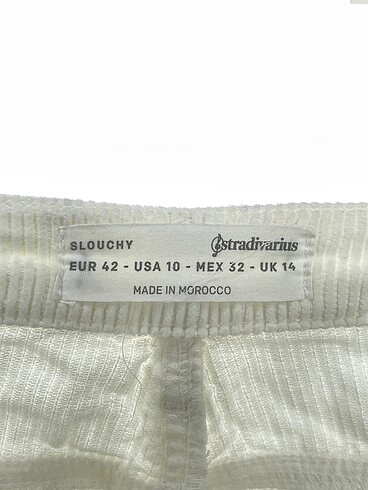 SLOUCHY stradivarius
EUR 42 - USA 10 - MEX 32 - UK 14
MADE IN MOROCCO